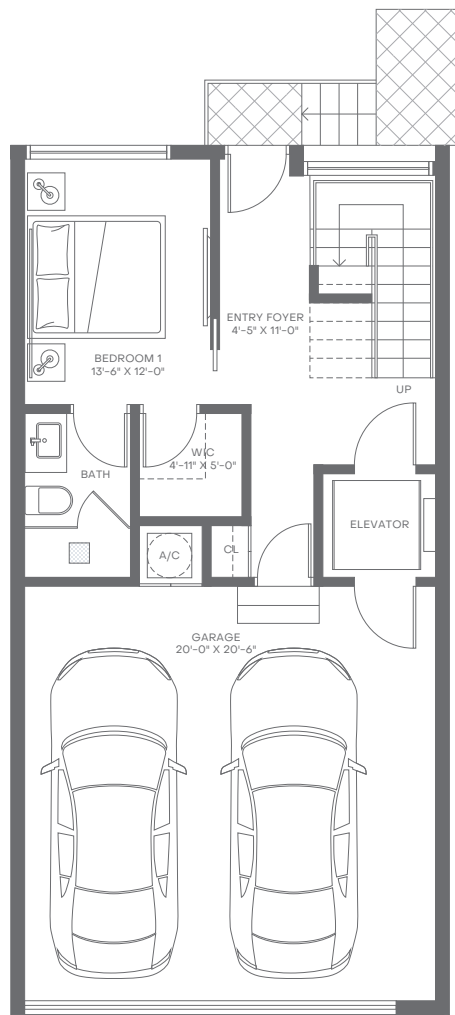 ENTRY FOYER
4'-5" X 11'-0"
BEDROOM 1
13'-6" X 12'-0"
UP
WIC
4'-11" X 5'-0"
BATH
ELEVATOR
CL
A/C
GARAGE
20'-0" X 20'-6"